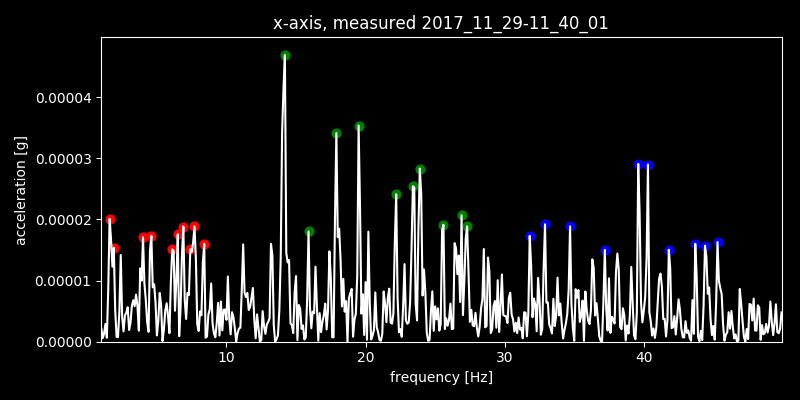 x-axis, measured 2017_11_29-11_40_01
acceleration [g]
0.00004
0.00003
0.00002
0.00001
0.00000
10 20 30 40
frequency [Hz]